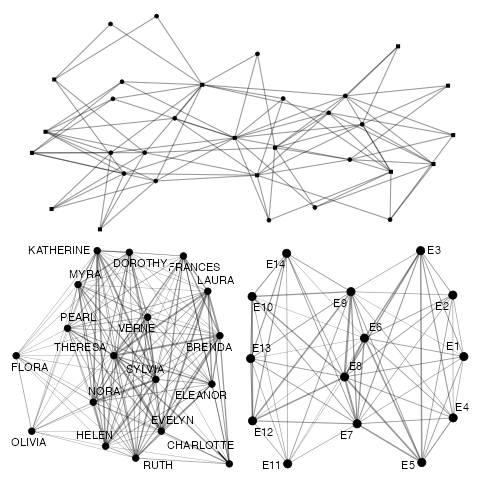 KATHERINE
DOROTHY
FRANCES
MYRA
LAURA
PEARL
VERNE
THERESA
BRENDA
FLORA
SYLVIA
NORA
ELEANOR
OLIVIA
HELEN
EVELYN
CHARLOTTE
RUTH
E3
E14
E10
E9
E2
E6
E13
E1
E8
E12
E7
E4
E11
E5